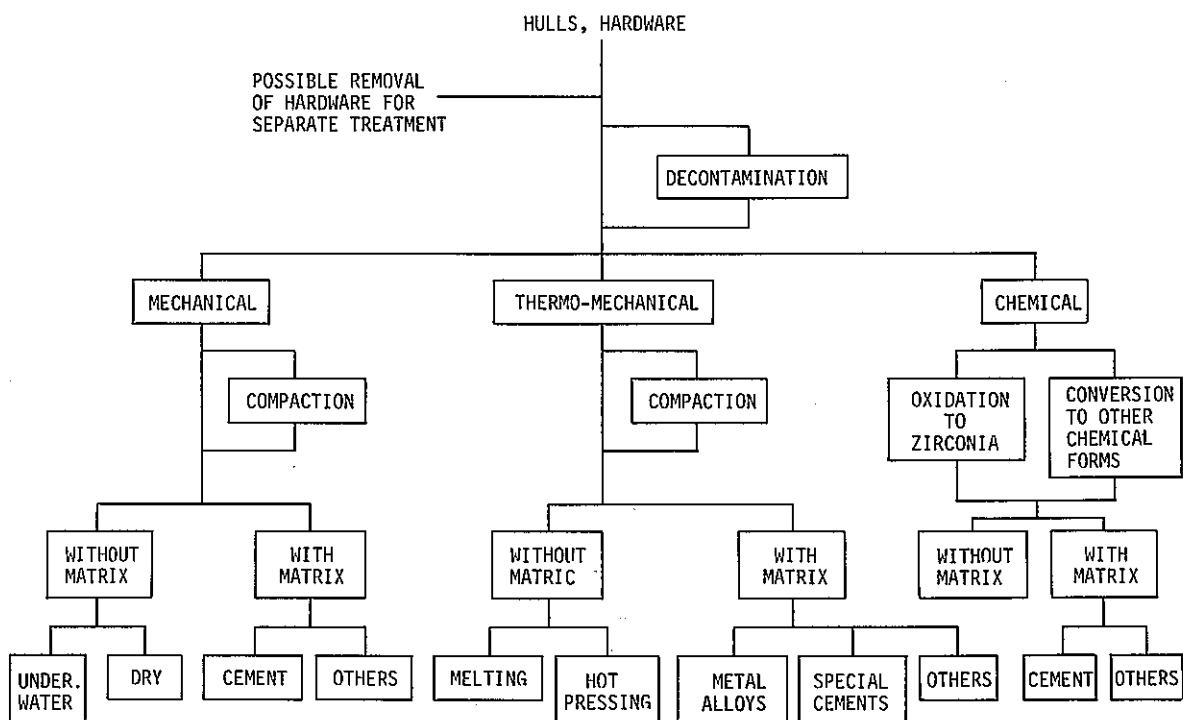 HULLS, HARDWARE
POSSIBLE REMOVAL
OF HARDWARE FOR
SEPARATE TREATMENT
DECONTAMINATION
MECHANICAL
THERMO-MECHANICAL
CHEMICAL
COMPACTION
COMPACTION
OXIDATION
TO
ZIRCONIA
CONVERSION
TO OTHER
CHEMICAL
FORMS
WITHOUT
MATRIX
WITH
MATRIX
WITHOUT
MATRIC
WITH
MATRIX
WITHOUT
MATRIX
WITH
MATRIX
UNDER.
WATER
DRY
CEMENT
OTHERS
MELTING
HOT
PRESSING
METAL
ALLOYS
SPECIAL
CEMENTS
OTHERS
CEMENT
OTHERS